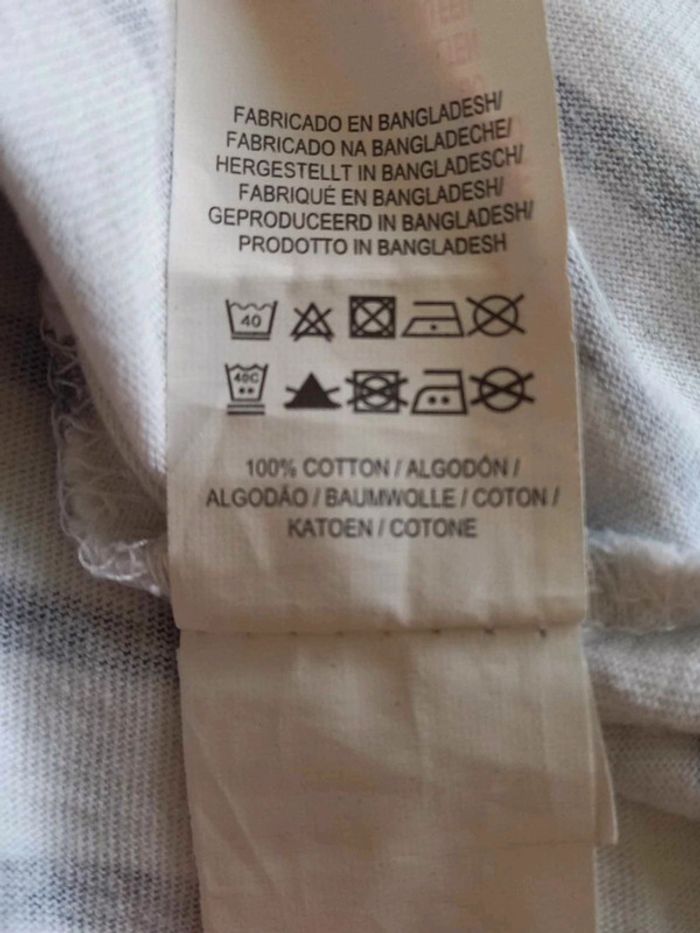 FABRICADO EN BANGLADESH/
FABRICADO NA BANGLADECHE/
HERGESTELLT IN BANGLADESCH/
FABRIQUÉ EN BANGLADESH/
GEPRODUCEERD IN BANGLADESH/
PRODOTTO IN BANGLADESH
40
40C
100% COTTON / ALGODÓN /
ALGODÃO / BAUMWOLLE / COTON /
KATOEN / COTONE